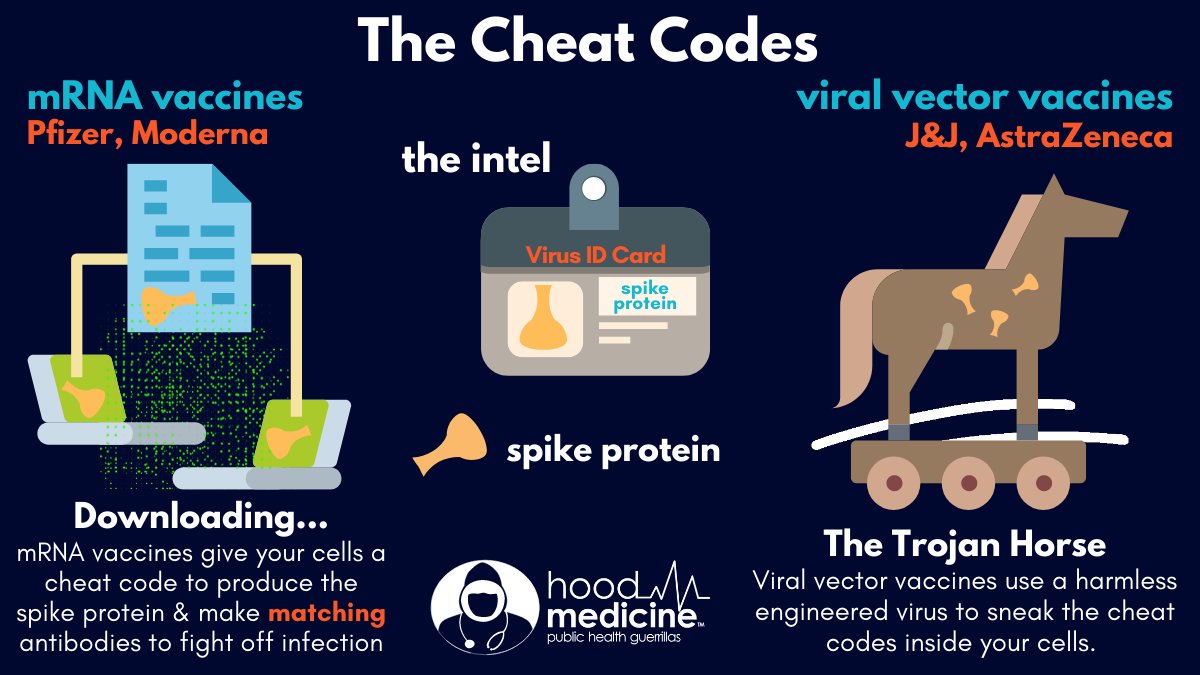 The Cheat Codes
mRNA vaccines
Pfizer, Moderna
Downloading...
mRNA vaccines give your cells a
cheat code to produce the
spike protein & make matching
antibodies to fight off infection
the intel
Virus ID Card
spike
protein
spike protein
hood
medicine™
public health guerrillas
viral vector vaccines
J&J, AstraZeneca
The Trojan Horse
Viral vector vaccines use a harmless
engineered virus to sneak the cheat
codes inside your cells.